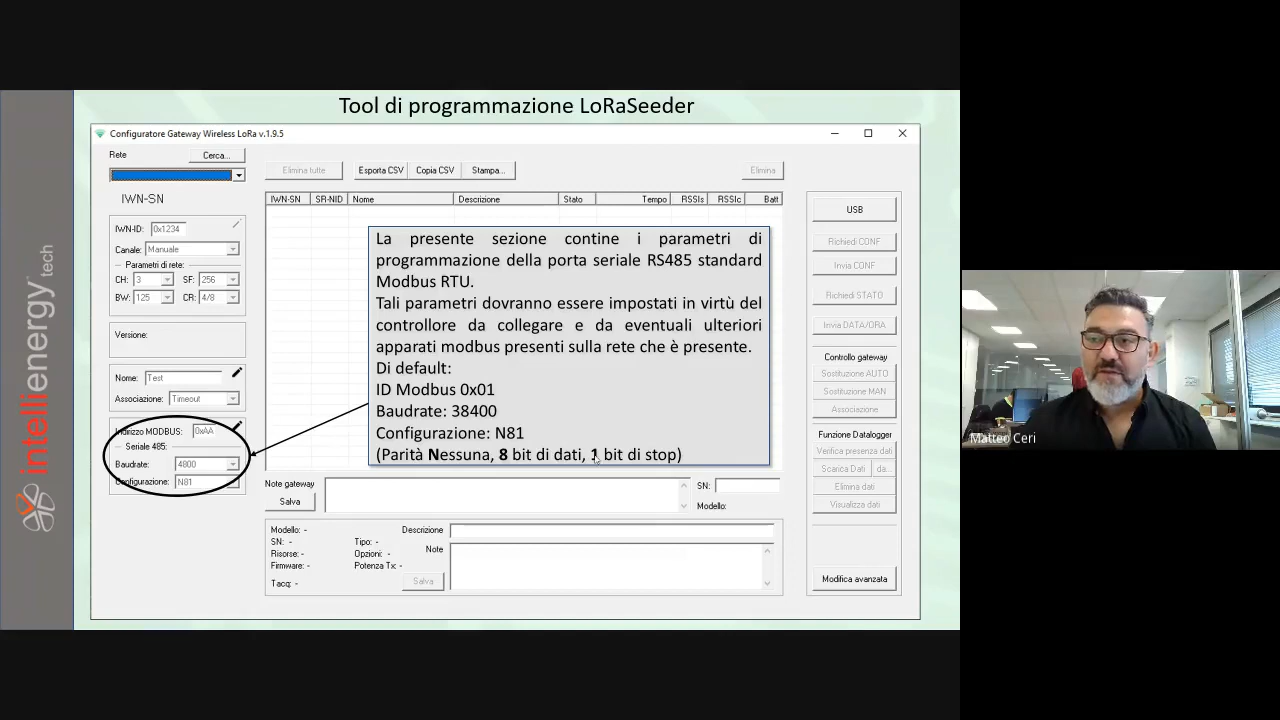 Tool di programmazione LoRaSeeder
Configuratore Gateway Wireless LoRa v.1.9.5
Rete
Cerca...
IWN-SN
IWN-ID: 0x1234
Canale: Manuale
Parametri di rete:
CH: 3 SF: 256
BW: 125 CR: 4/8
Versione:
Nome: Test
Associazione: Timeout
Indirizzo MODBUS: 0xAA
Seriale 485:
Baudrate: 4800
Configurazione: N81
Elimina tutte
Esporta CSV
Copia CSV
Stampa...
Elimina
IWN-SN SR-NID Nome Descrizione Stato Tempo RSSIs RSSIc Batt
La presente sezione contine i parametri di
programmazione della porta seriale RS485 standard
Modbus RTU.
Tali parametri dovranno essere impostati in virtù del
controllore da collegare e da eventuali ulteriori
apparati modbus presenti sulla rete che è presente.
Di default:
ID Modbus 0x01
Baudrate: 38400
Configurazione: N81
(Parità Nessuna, 8 bit di dati, 1 bit di stop)
Note gateway
Salva
SN:
Modello:
Modello: -
SN: -
Tipo: -
Risorse: -
Opzioni: -
Firmware: -
Potenza Tx: -
Tacq: -
Descrizione
Note
Salva
USB
Richiedi CONF
Invia CONF
Richiedi STATO
Invia DATA/ORA
Controllo gateway
Sostituzione AUTO
Sostituzione MAN
Associazione
Funzione Datalogger
Verifica presenza dati
Scarica Dati
da...
Elimina dati
Visualizza dati
Modifica avanzata
intellienergy tech
Matteo Ceri